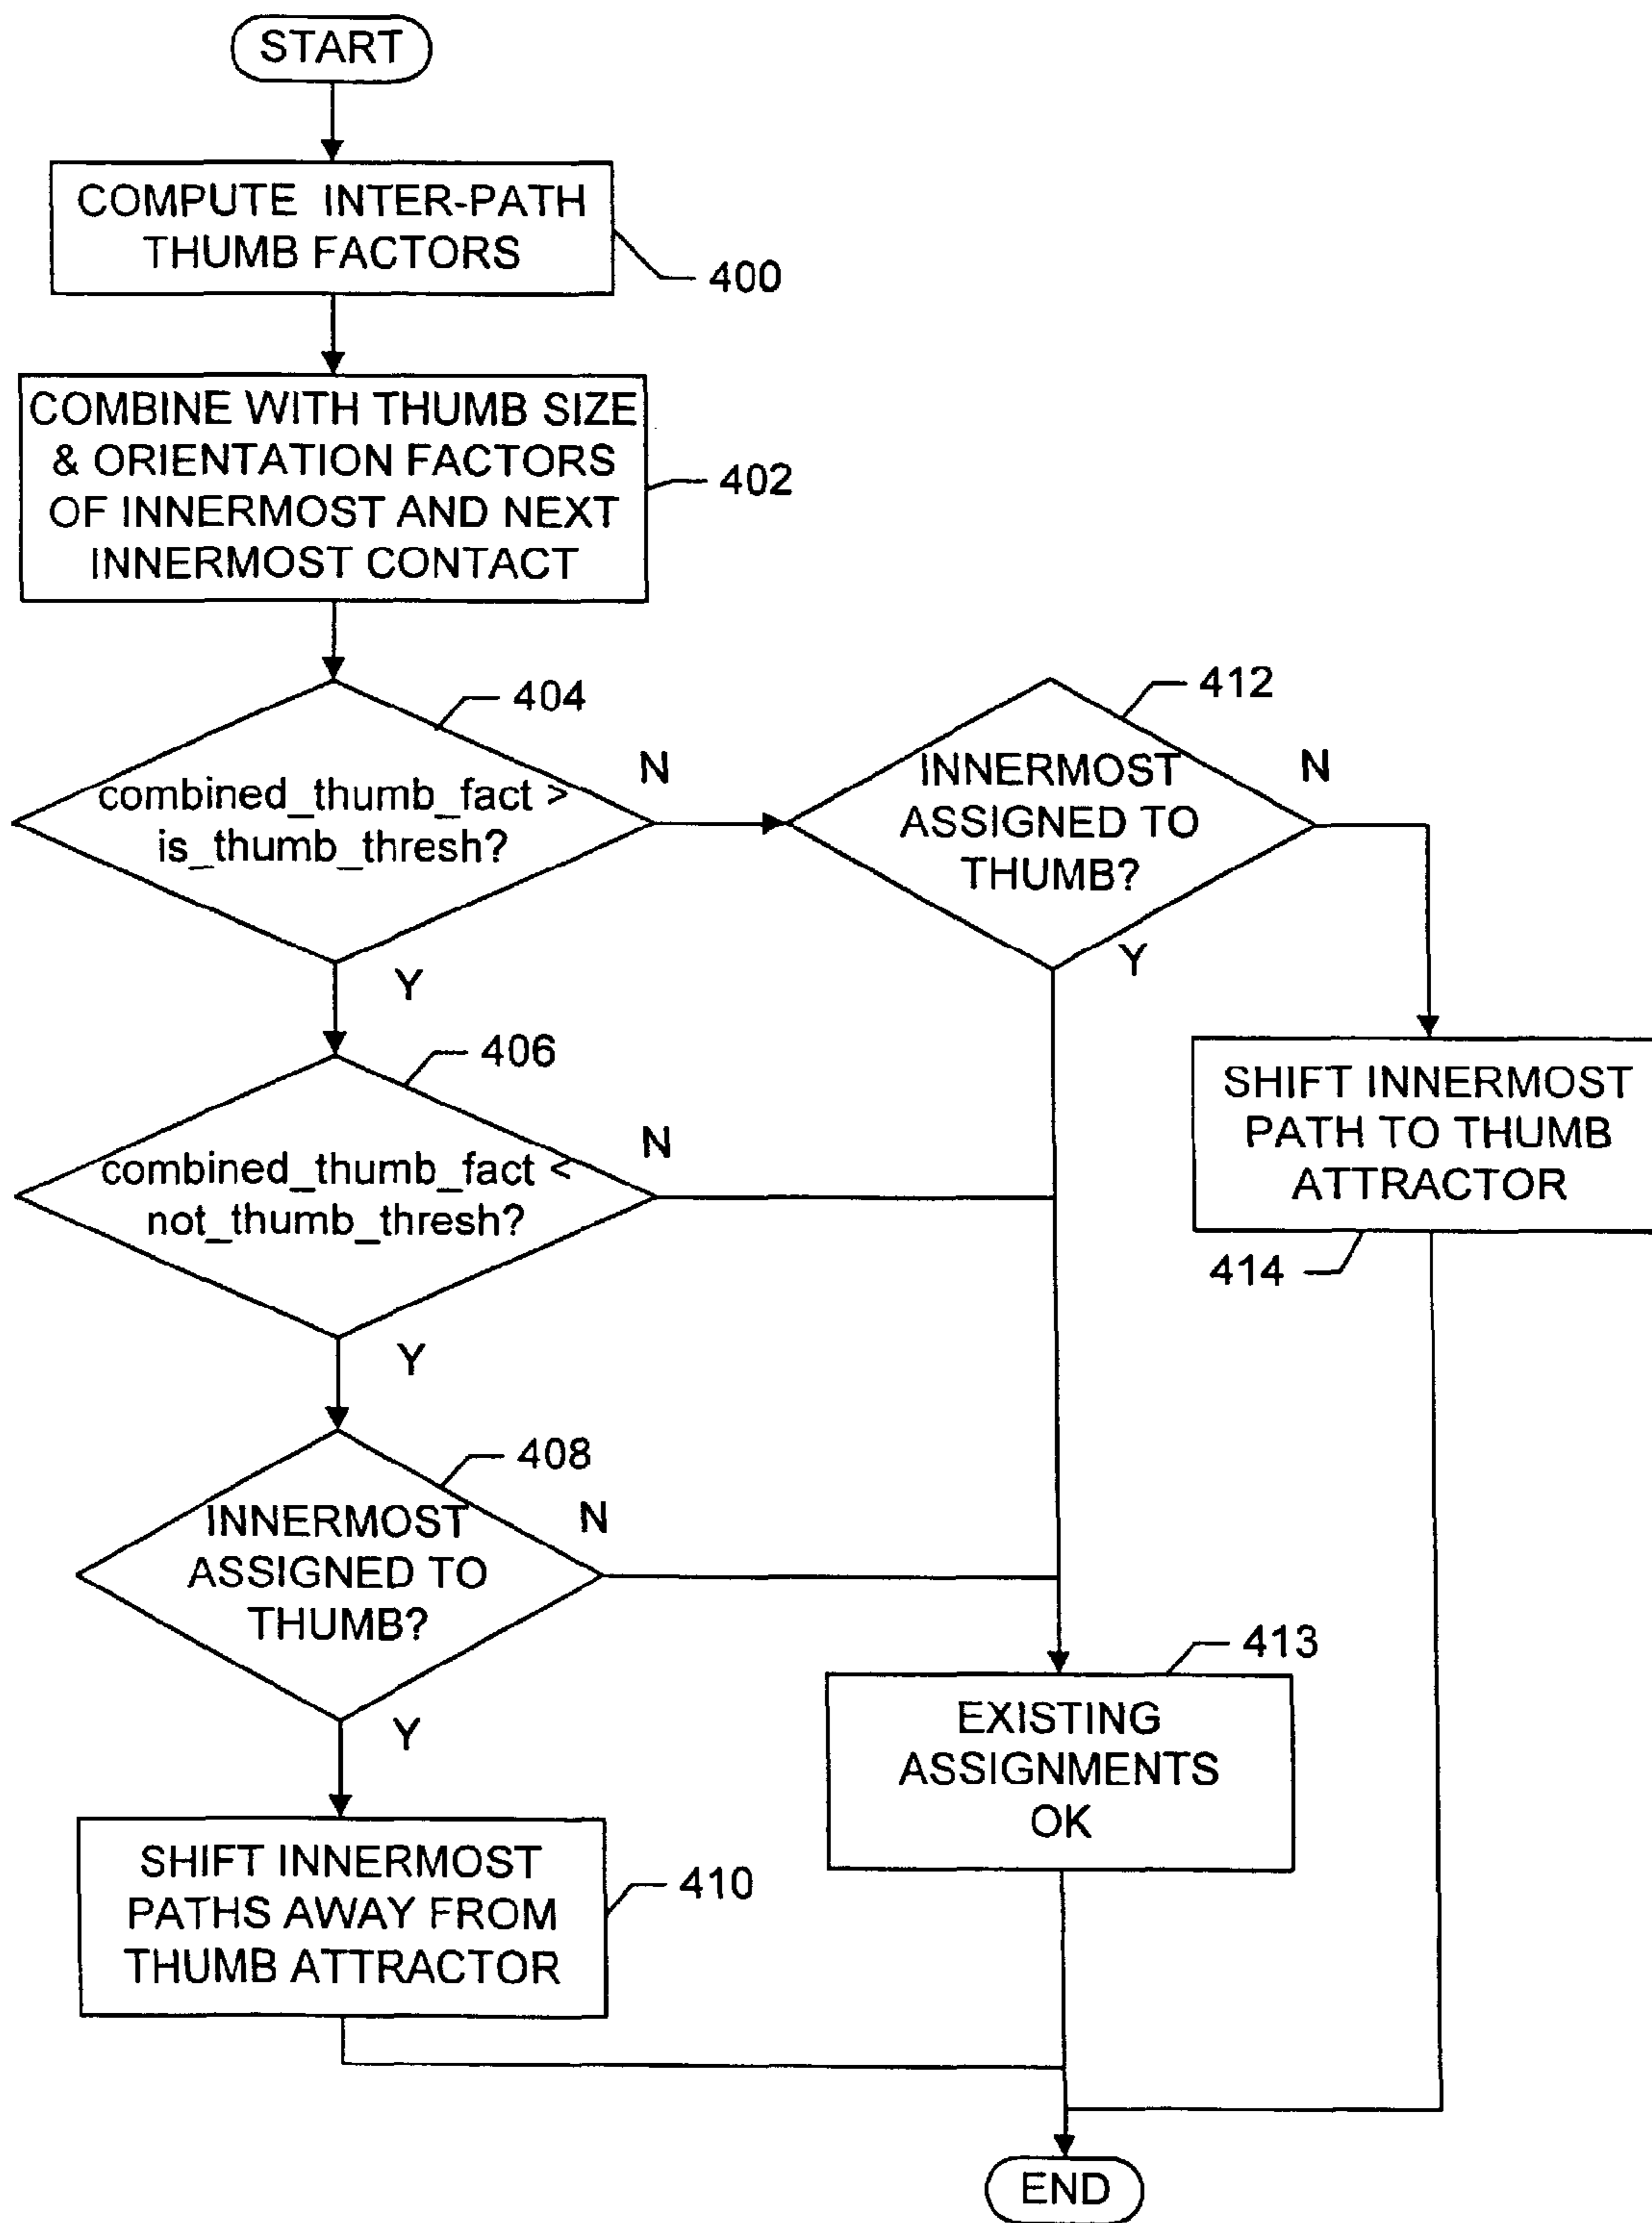 START
COMPUTE INTER-PATH
THUMB FACTORS
400
COMBINE WITH THUMB SIZE
& ORIENTATION FACTORS
OF INNERMOST AND NEXT
INNERMOST CONTACT
402
404
combined_thumb_fact >
is_thumb_thresh?
N
Y
412
INNERMOST
ASSIGNED TO
THUMB?
N
Y
406
combined_thumb_fact <
not_thumb_thresh?
N
Y
SHIFT INNERMOST
PATH TO THUMB
ATTRACTOR
414
408
INNERMOST
ASSIGNED TO
THUMB?
N
Y
413
EXISTING
ASSIGNMENTS
OK
SHIFT INNERMOST
PATHS AWAY FROM
THUMB ATTRACTOR
410
END